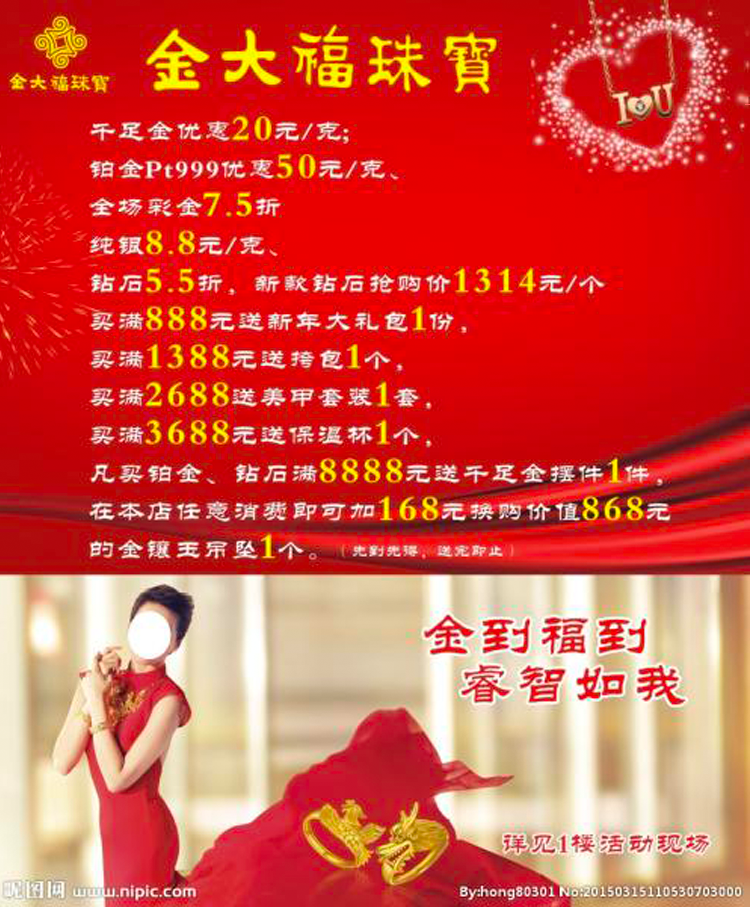 金大福珠寶
金大福珠寶
I U
千足金优惠20元/克;
铂金Pt999优惠50元/克、
全场彩金7.5折
纯银8.8元/克、
钻石5.5折，新款钻石抢购价1314元/个
买满888元送新年大礼包1份，
买满1388元送挎包1个，
买满2688送美甲套装1套，
买满3688元送保温杯1个，
凡买铂金、钻石满8888元送千足金摆件1件，
在本店任意消费即可加168元换购价值868元
的金镶玉吊坠1个。（先到先得，送完即止）
金到福到
睿智如我
详见1楼活动现场
昵图网 www.nipic.com
By:hong80301 No:20150315110530703000